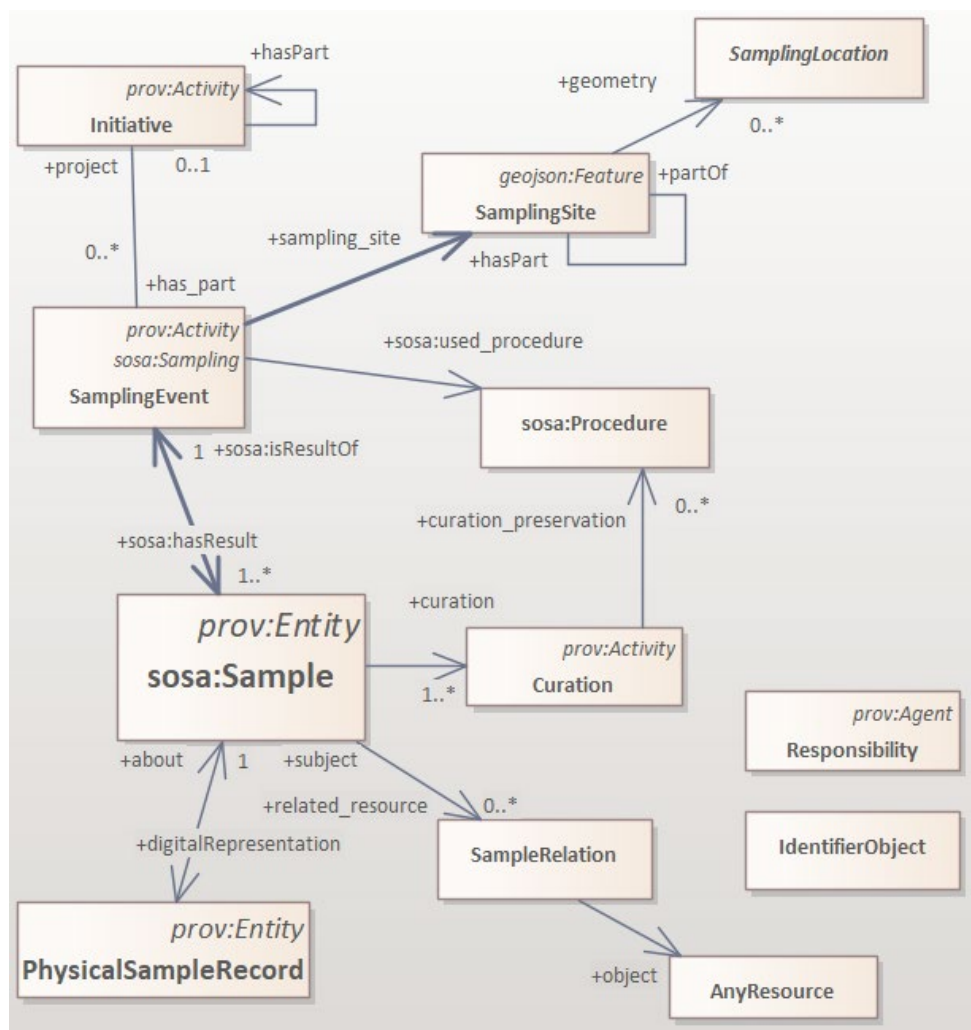 +hasPart
prov:Activity
Initiative
+project
0..1
SamplingLocation
+geometry
0..*
geojson:Feature
SamplingSite
+partOf
+sampling_site
+hasPart
0..*
+has_part
prov:Activity
sosa:Sampling
SamplingEvent
+sosa:used_procedure
sosa:Procedure
1
+sosa:isResultOf
0..*
+curation_preservation
+sosa:hasResult
1..*
+curation
prov:Entity
sosa:Sample
prov:Activity
Curation
1..*
prov:Agent
Responsibility
+about
1
+subject
+related_resource
0..*
+digitalRepresentation
SampleRelation
IdentifierObject
prov:Entity
PhysicalSampleRecord
+object
AnyResource